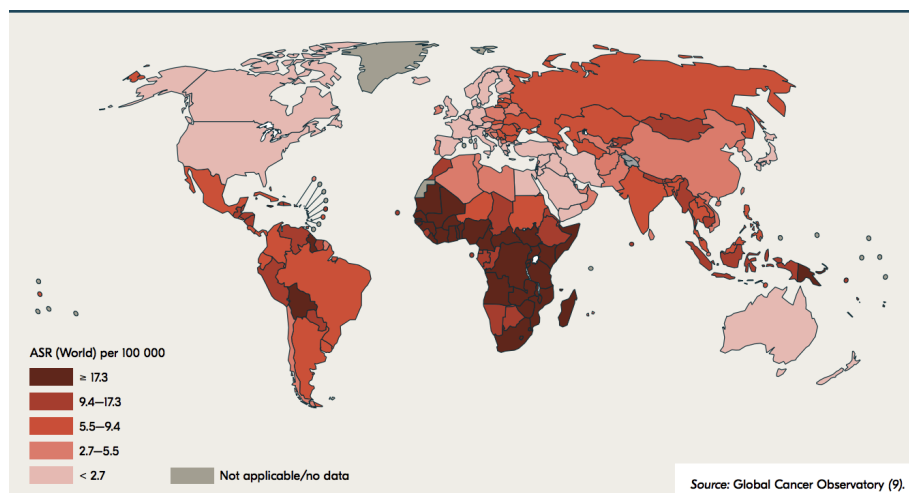 ASR (World) per 100 000
≥ 17.3
9.4–17.3
5.5–9.4
2.7–5.5
< 2.7
Not applicable/no data
Source: Global Cancer Observatory (9).